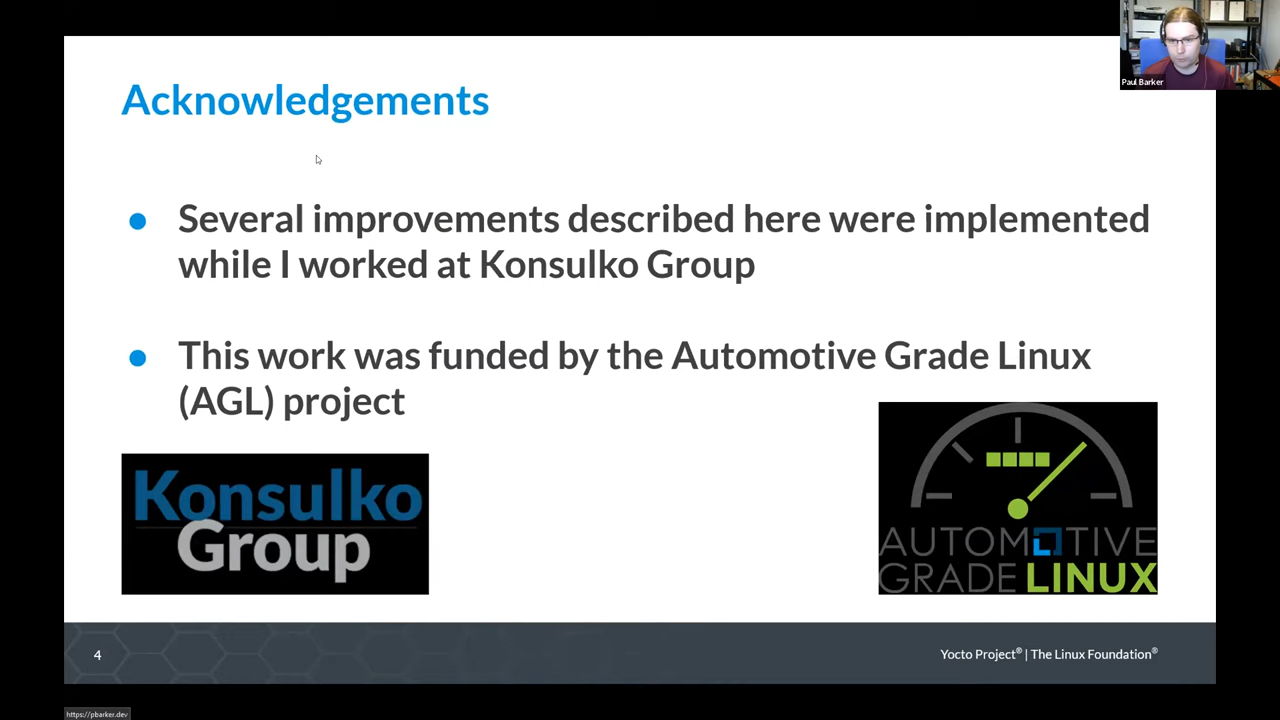 Paul Barker
Acknowledgements
● Several improvements described here were implemented
while I worked at Konsulko Group
● This work was funded by the Automotive Grade Linux
(AGL) project
Konsulko
Group
AUTOMOTIVE
GRADE LINUX
4
Yocto Project® | The Linux Foundation®
https://pbarker.dev